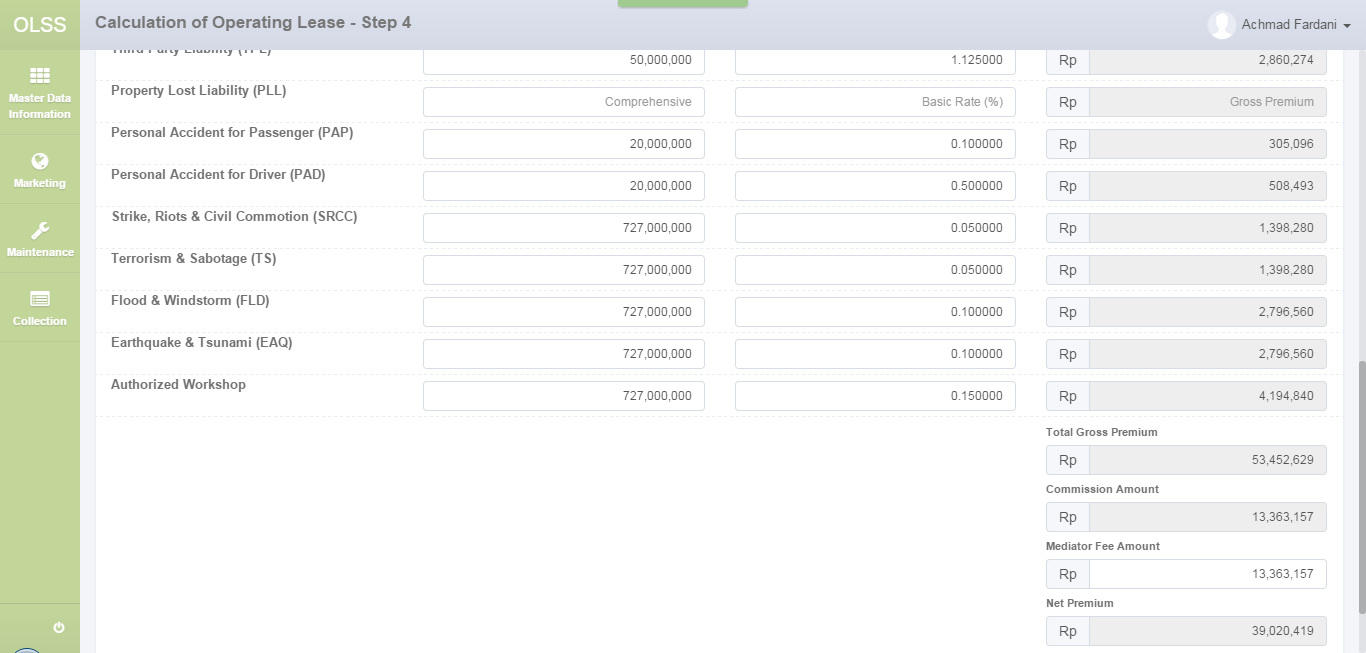 OLSS
Calculation of Operating Lease - Step 4
Achmad Fardani
Master Data
Information
Marketing
Maintenance
Collection
Third Party Liability (TPL) 50,000,000 1.125000 Rp 2,860,274
Property Lost Liability (PLL) Comprehensive Basic Rate (%) Rp Gross Premium
Personal Accident for Passenger (PAP) 20,000,000 0.100000 Rp 305,096
Personal Accident for Driver (PAD) 20,000,000 0.500000 Rp 508,493
Strike, Riots & Civil Commotion (SRCC) 727,000,000 0.050000 Rp 1,398,280
Terrorism & Sabotage (TS) 727,000,000 0.050000 Rp 1,398,280
Flood & Windstorm (FLD) 727,000,000 0.100000 Rp 2,796,560
Earthquake & Tsunami (EAQ) 727,000,000 0.100000 Rp 2,796,560
Authorized Workshop 727,000,000 0.150000 Rp 4,194,840
Total Gross Premium
Rp 53,452,629
Commission Amount
Rp 13,363,157
Mediator Fee Amount
Rp 13,363,157
Net Premium
Rp 39,020,419